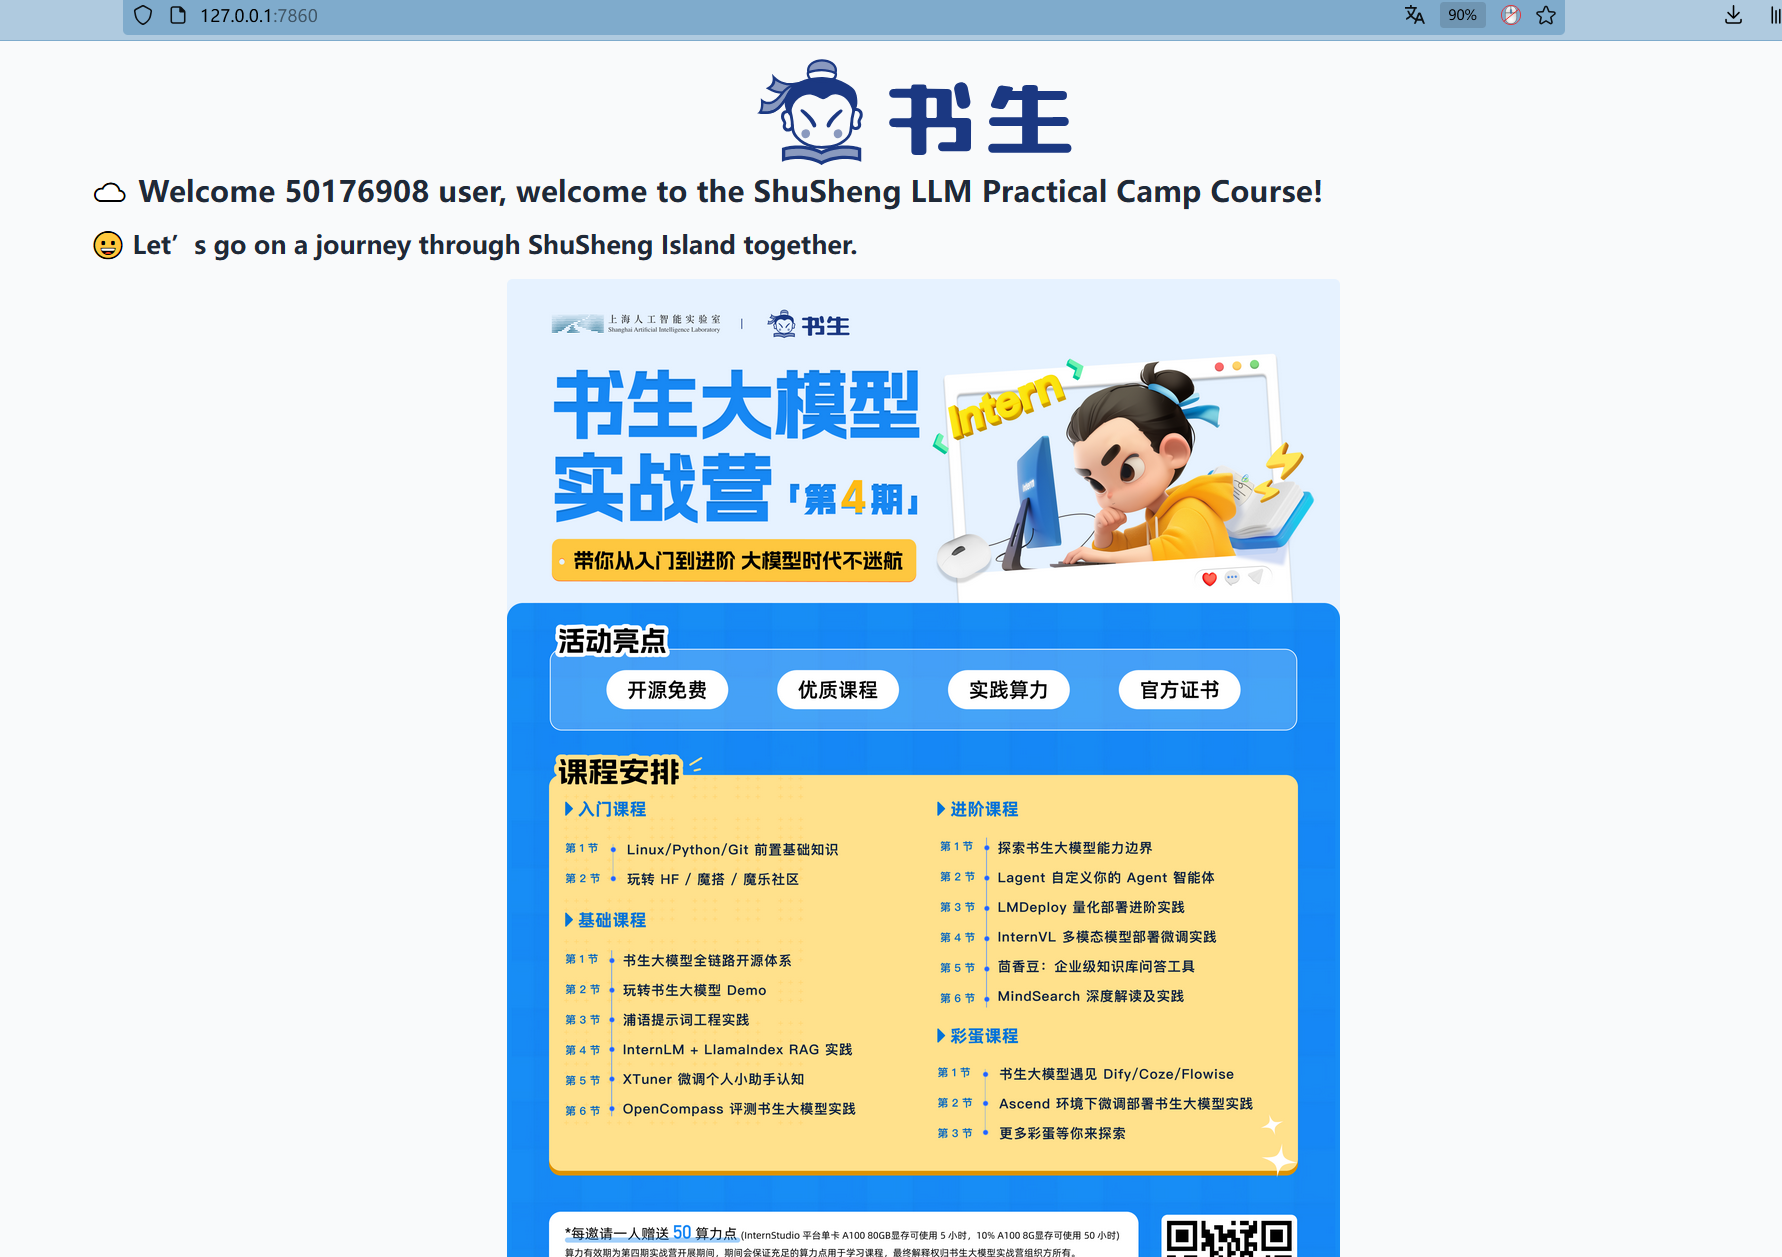 127.0.0.1:7860
90%
书生
Welcome 50176908 user, welcome to the ShuSheng LLM Practical Camp Course!
Let’s go on a journey through ShuSheng Island together.
上海人工智能实验室
Shanghai Artificial Intelligence Laboratory
书生
书生大模型
实战营「第4期」
带你从入门到进阶 大模型时代不迷航
Intern
活动亮点
开源免费
优质课程
实践算力
官方证书
课程安排
入门课程
第1节 Linux/Python/Git 前置基础知识
第2节 玩转 HF / 魔搭 / 魔乐社区
基础课程
第1节 书生大模型全链路开源体系
第2节 玩转书生大模型 Demo
第3节 浦语提示词工程实践
第4节 InternLM + LlamaIndex RAG 实践
第5节 XTuner 微调个人小助手认知
第6节 OpenCompass 评测书生大模型实践
进阶课程
第1节 探索书生大模型能力边界
第2节 Lagent 自定义你的 Agent 智能体
第3节 LMDeploy 量化部署进阶实践
第4节 InternVL 多模态模型部署微调实践
第5节 茴香豆：企业级知识库问答工具
第6节 MindSearch 深度解读及实践
彩蛋课程
第1节 书生大模型遇见 Dify/Coze/Flowise
第2节 Ascend 环境下微调部署书生大模型实践
第3节 更多彩蛋等你来探索
*每邀请一人赠送 50 算力点 (InternStudio 平台单卡 A100 80GB显存可使用 5 小时，10% A100 8G显存可使用 50 小时)
算力有效期为第四期实战营开展期间，期间会保证充足的算力点用于学习课程，最终解释权归书生大模型实战营组织方所有。